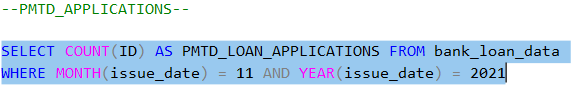 --PMTD_APPLICATIONS--
SELECT COUNT(ID) AS PMTD_LOAN_APPLICATIONS FROM bank_loan_data
WHERE MONTH(issue_date) = 11 AND YEAR(issue_date) = 2021